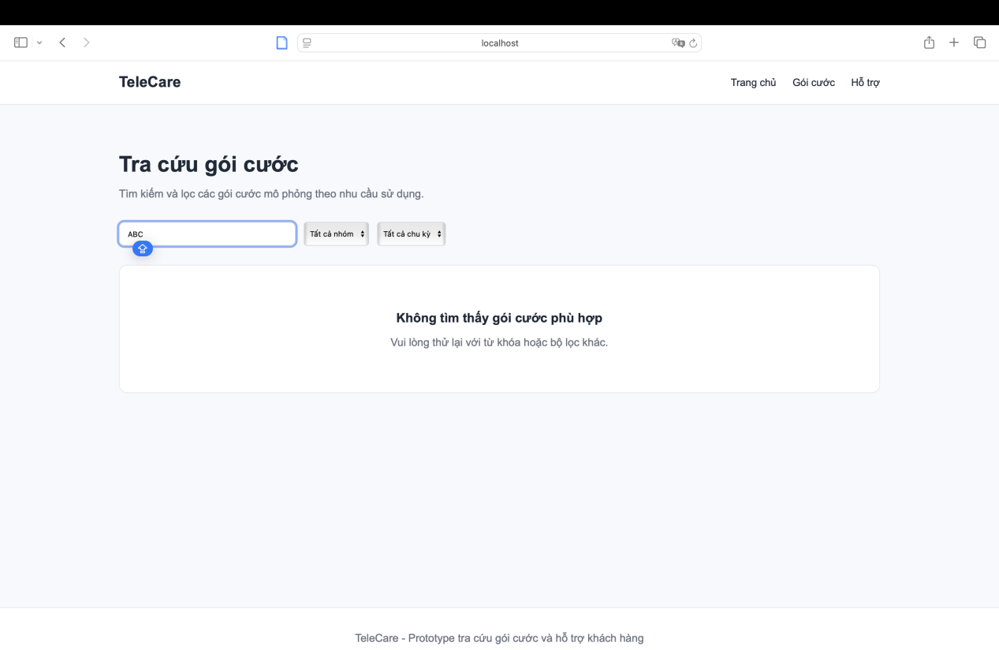 localhost
TeleCare
Trang chủ Gói cước Hỗ trợ
Tra cứu gói cước
Tìm kiếm và lọc các gói cước mô phỏng theo nhu cầu sử dụng.
ABC Tất cả nhóm Tất cả chu kỳ
Không tìm thấy gói cước phù hợp
Vui lòng thử lại với từ khóa hoặc bộ lọc khác.
TeleCare - Prototype tra cứu gói cước và hỗ trợ khách hàng